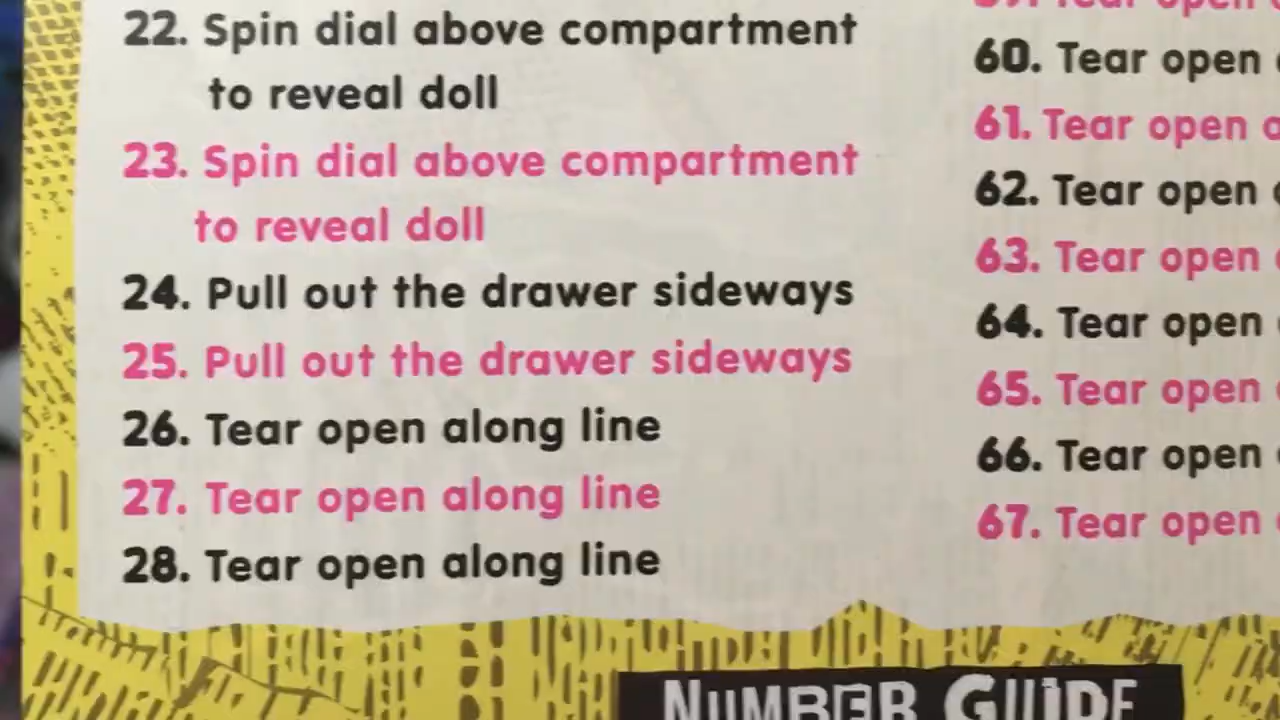 22. Spin dial above compartment
to reveal doll
23. Spin dial above compartment
to reveal doll
24. Pull out the drawer sideways
25. Pull out the drawer sideways
26. Tear open along line
27. Tear open along line
28. Tear open along line
Tear open
60. Tear open
61. Tear open
62. Tear open
63. Tear open
64. Tear open
65. Tear open
66. Tear open
67. Tear open
NUMBER GUIDE